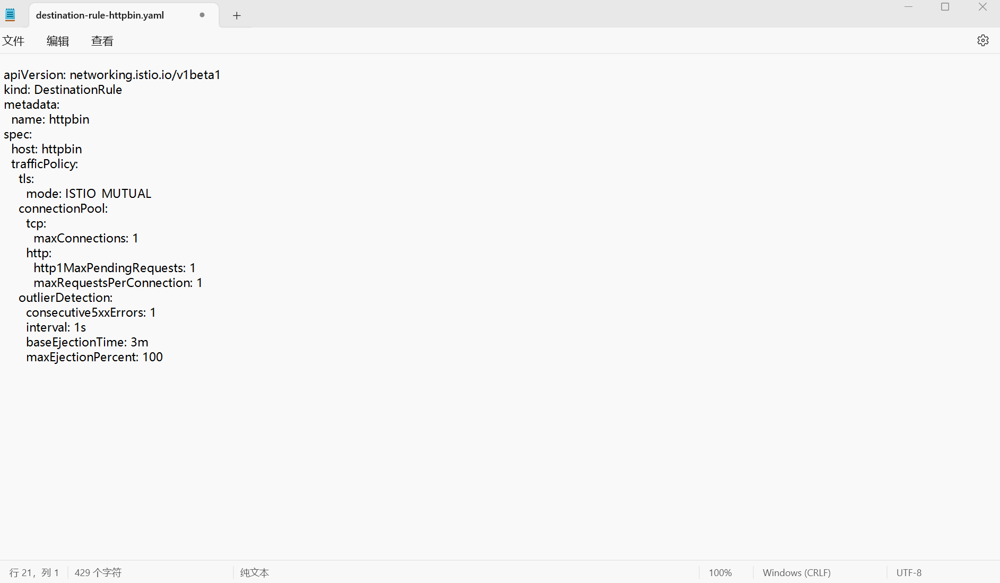 destination-rule-httpbin.yaml
文件 编辑 查看
apiVersion: networking.istio.io/v1beta1
kind: DestinationRule
metadata:
  name: httpbin
spec:
  host: httpbin
  trafficPolicy:
    tls:
      mode: ISTIO_MUTUAL
    connectionPool:
      tcp:
        maxConnections: 1
      http:
        http1MaxPendingRequests: 1
        maxRequestsPerConnection: 1
    outlierDetection:
      consecutive5xxErrors: 1
      interval: 1s
      baseEjectionTime: 3m
      maxEjectionPercent: 100
行 21，列 1 429 个字符 纯文本 100% Windows (CRLF) UTF-8